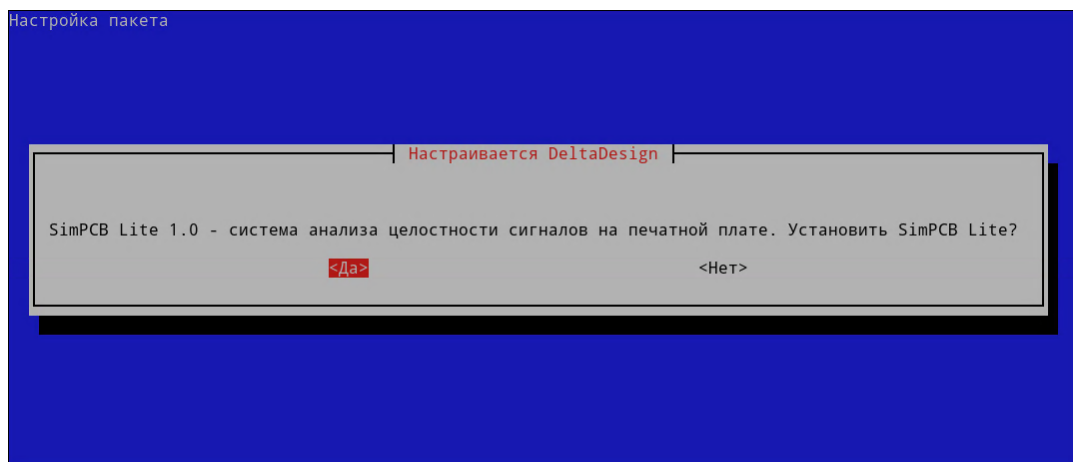 Настройка пакета
Настраивается DeltaDesign
SimPCB Lite 1.0 - система анализа целостности сигналов на печатной плате. Установить SimPCB Lite?
<Да> <Нет>